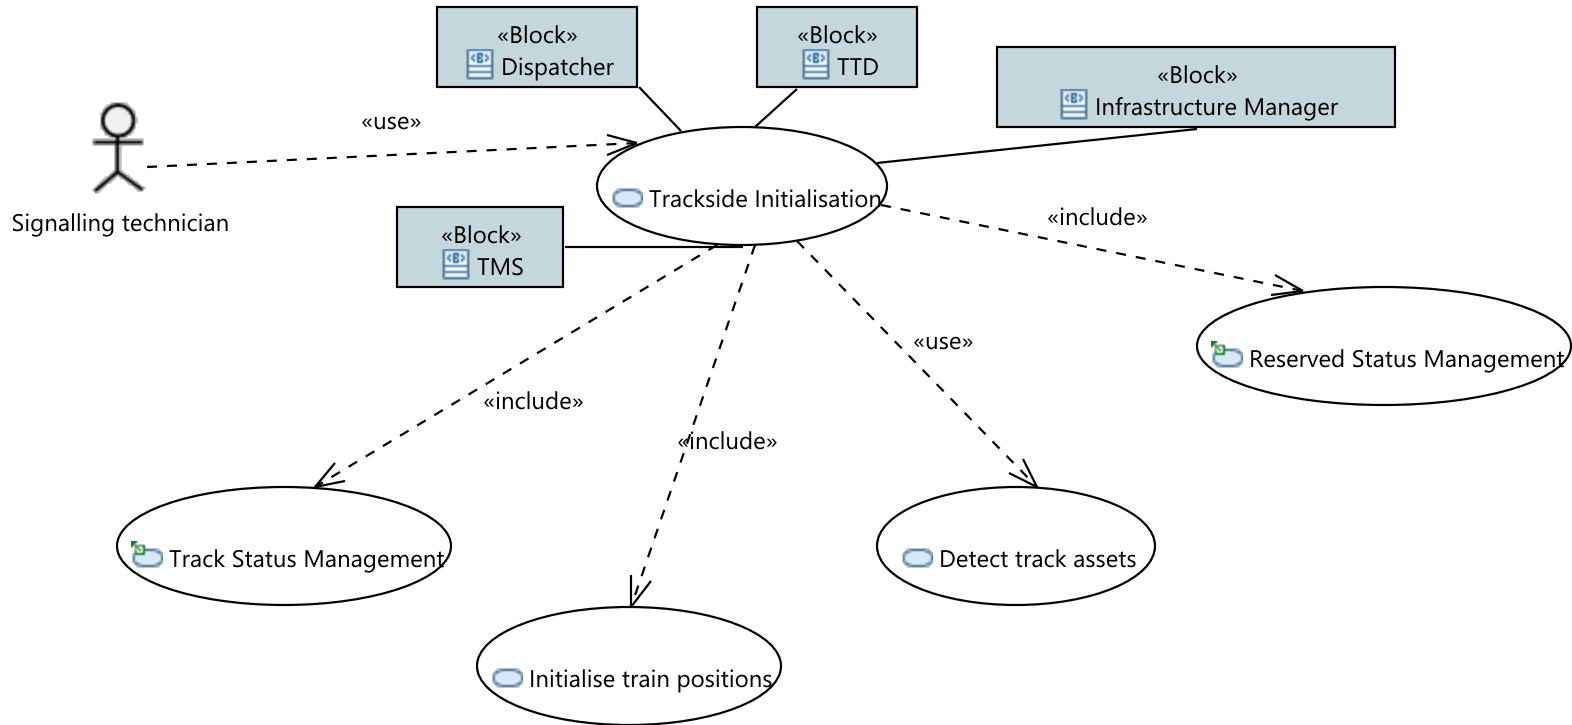 «Block»
Dispatcher
«Block»
TTD
«Block»
Infrastructure Manager
«use»
Signalling technician
Trackside Initialisation
«include»
«Block»
TMS
«use»
Reserved Status Management
«include»
«include»
Track Status Management
Detect track assets
Initialise train positions